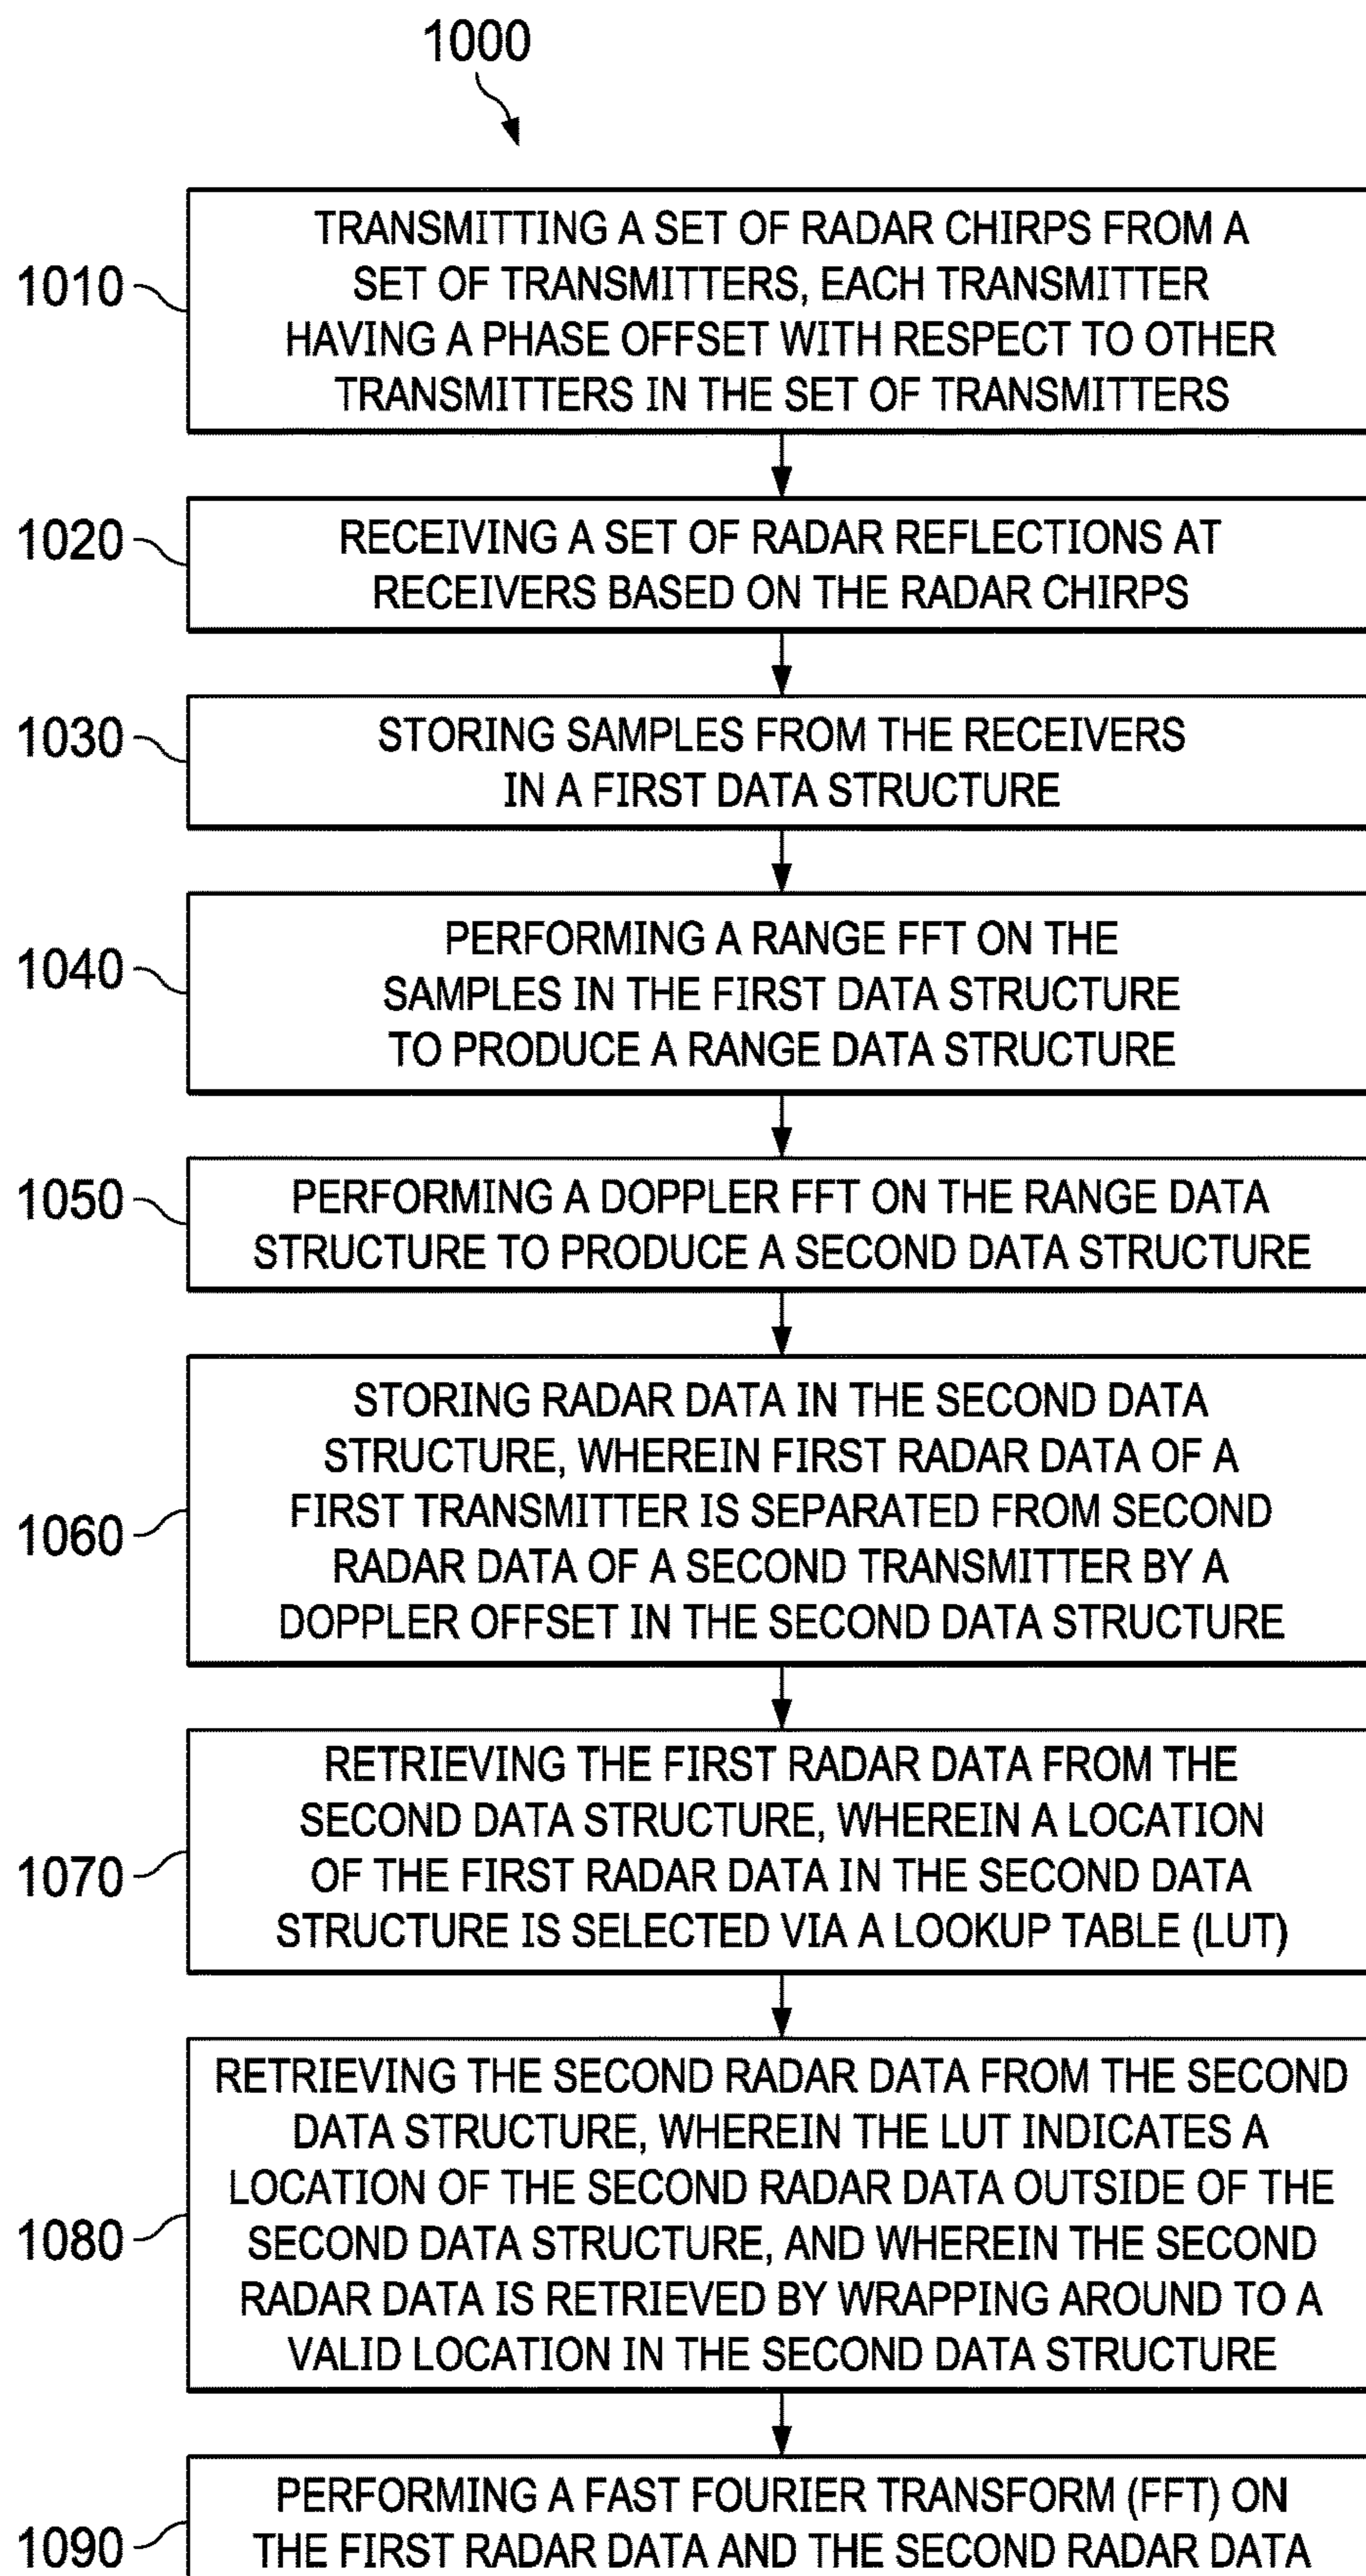 1000
1010
TRANSMITTING A SET OF RADAR CHIRPS FROM A
SET OF TRANSMITTERS, EACH TRANSMITTER
HAVING A PHASE OFFSET WITH RESPECT TO OTHER
TRANSMITTERS IN THE SET OF TRANSMITTERS
1020
RECEIVING A SET OF RADAR REFLECTIONS AT
RECEIVERS BASED ON THE RADAR CHIRPS
1030
STORING SAMPLES FROM THE RECEIVERS
IN A FIRST DATA STRUCTURE
1040
PERFORMING A RANGE FFT ON THE
SAMPLES IN THE FIRST DATA STRUCTURE
TO PRODUCE A RANGE DATA STRUCTURE
1050
PERFORMING A DOPPLER FFT ON THE RANGE DATA
STRUCTURE TO PRODUCE A SECOND DATA STRUCTURE
1060
STORING RADAR DATA IN THE SECOND DATA
STRUCTURE, WHEREIN FIRST RADAR DATA OF A
FIRST TRANSMITTER IS SEPARATED FROM SECOND
RADAR DATA OF A SECOND TRANSMITTER BY A
DOPPLER OFFSET IN THE SECOND DATA STRUCTURE
1070
RETRIEVING THE FIRST RADAR DATA FROM THE
SECOND DATA STRUCTURE, WHEREIN A LOCATION
OF THE FIRST RADAR DATA IN THE SECOND DATA
STRUCTURE IS SELECTED VIA A LOOKUP TABLE (LUT)
1080
RETRIEVING THE SECOND RADAR DATA FROM THE SECOND
DATA STRUCTURE, WHEREIN THE LUT INDICATES A
LOCATION OF THE SECOND RADAR DATA OUTSIDE OF THE
SECOND DATA STRUCTURE, AND WHEREIN THE SECOND
RADAR DATA IS RETRIEVED BY WRAPPING AROUND TO A
VALID LOCATION IN THE SECOND DATA STRUCTURE
1090
PERFORMING A FAST FOURIER TRANSFORM (FFT) ON
THE FIRST RADAR DATA AND THE SECOND RADAR DATA